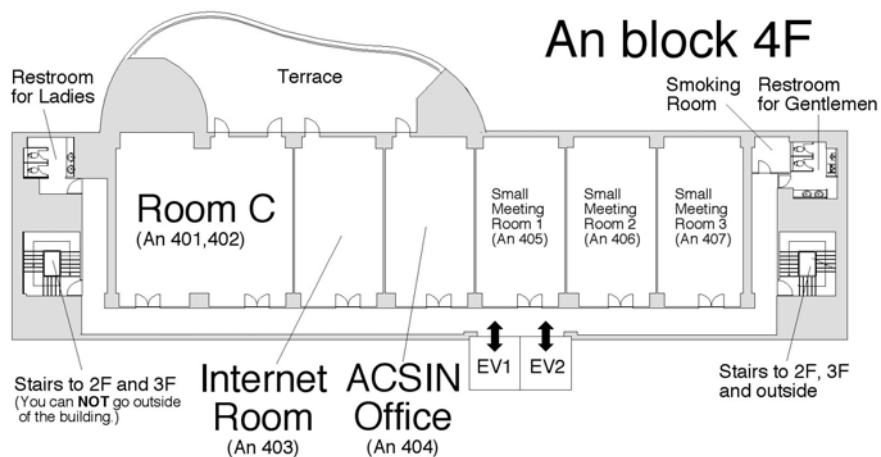 An block 4F
Restroom
for Ladies
Terrace
Smoking
Room
Restroom
for Gentlemen
Room C
(An 401,402)
Small
Meeting
Room 1
(An 405)
Small
Meeting
Room 2
(An 406)
Small
Meeting
Room 3
(An 407)
Stairs to 2F and 3F
(You can NOT go outside
of the building.)
Internet
Room
(An 403)
ACSIN
Office
(An 404)
EV1
EV2
Stairs to 2F, 3F
and outside